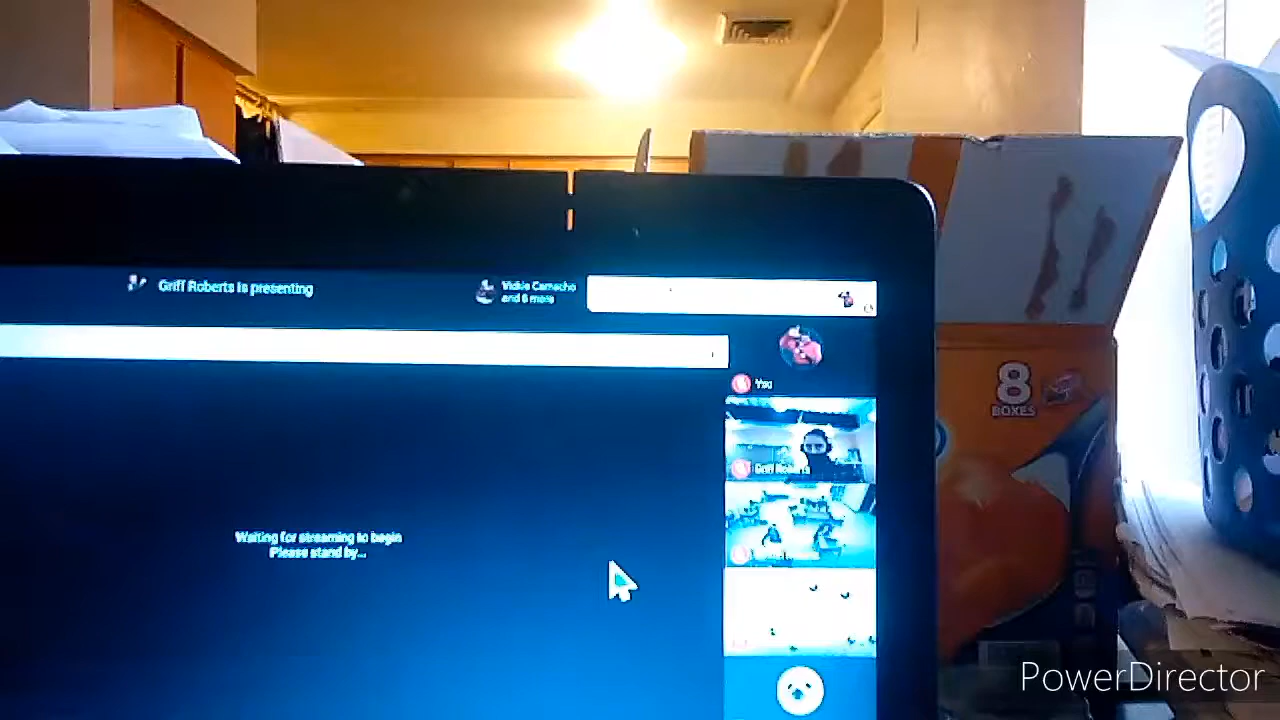 Griff Roberts is presenting
Vickie Camacho
and 6 more
You
Griff Roberts
Waiting for streaming to begin
Please stand by...
8
BOXES
PowerDirector